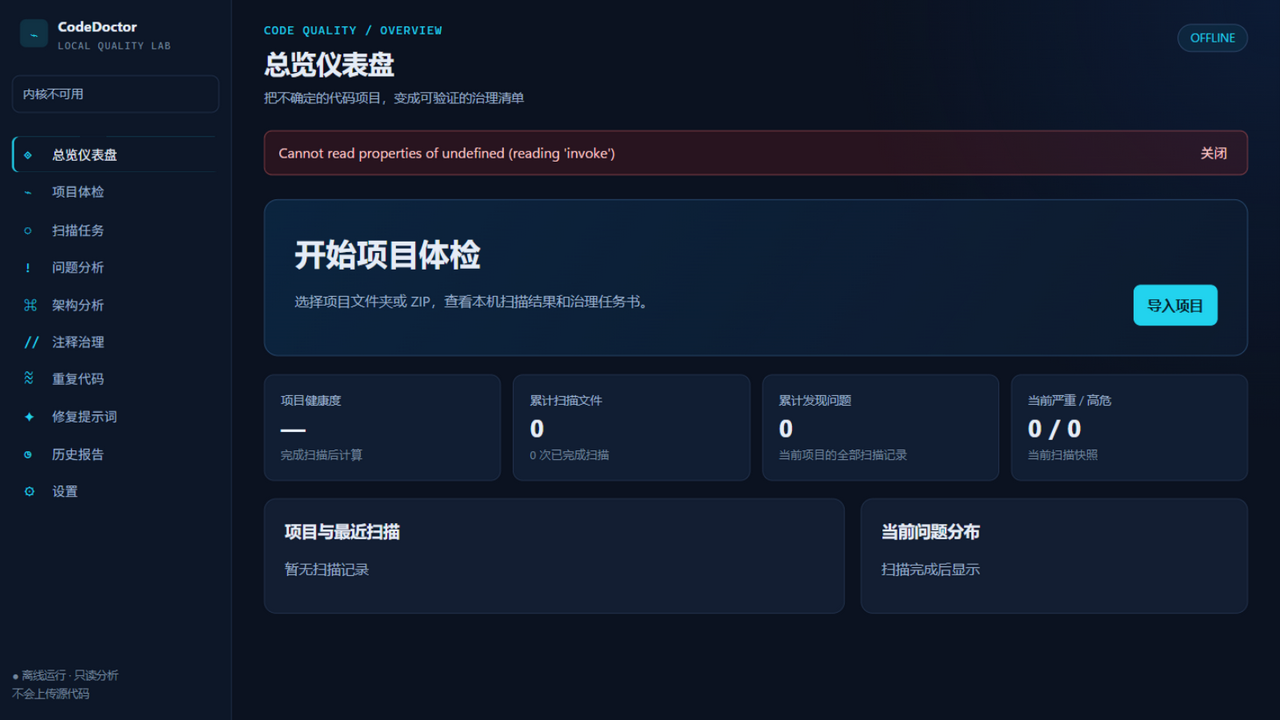 CodeDoctor
LOCAL QUALITY LAB
内核不可用
总览仪表盘
项目体检
扫描任务
! 问题分析
⌘ 架构分析
// 注释治理
≈ 重复代码
✦ 修复提示词
历史报告
⚙ 设置
● 离线运行 · 只读分析
不会上传源代码
CODE QUALITY / OVERVIEW
OFFLINE
总览仪表盘
把不确定的代码项目，变成可验证的治理清单
Cannot read properties of undefined (reading 'invoke')
关闭
开始项目体检
选择项目文件夹或 ZIP，查看本机扫描结果和治理任务书。
导入项目
项目健康度
—
完成扫描后计算
累计扫描文件
0
0 次已完成扫描
累计发现问题
0
当前项目的全部扫描记录
当前严重 / 高危
0 / 0
当前扫描快照
项目与最近扫描
暂无扫描记录
当前问题分布
扫描完成后显示